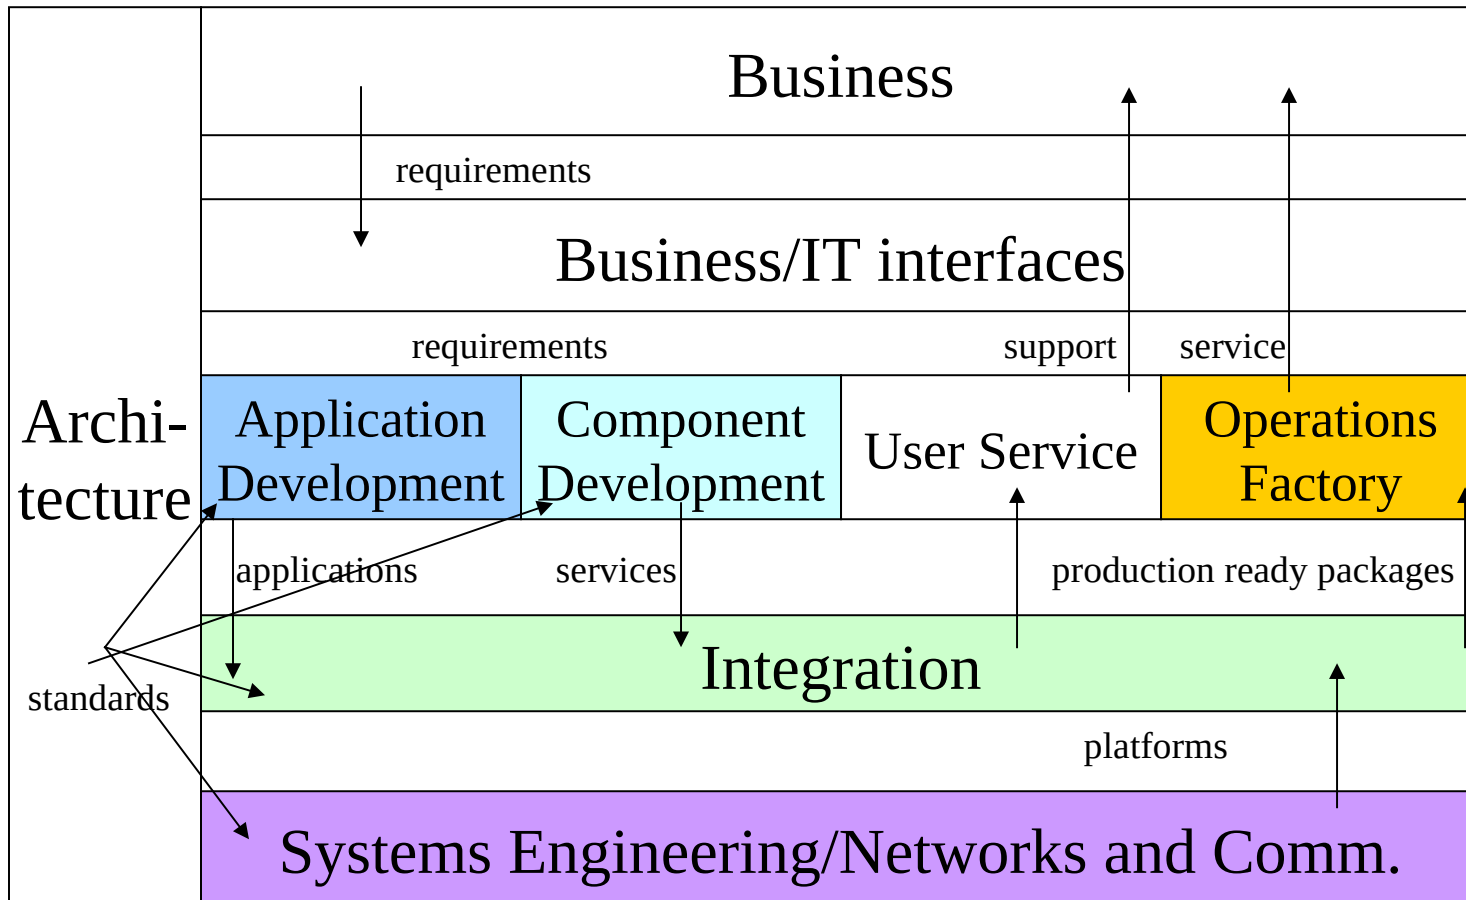 Business
requirements
Business/IT interfaces
requirements
support
service
Archi-
tecture
Application
Development
Component
Development
User Service
Operations
Factory
applications
services
production ready packages
Integration
standards
platforms
Systems Engineering/Networks and Comm.